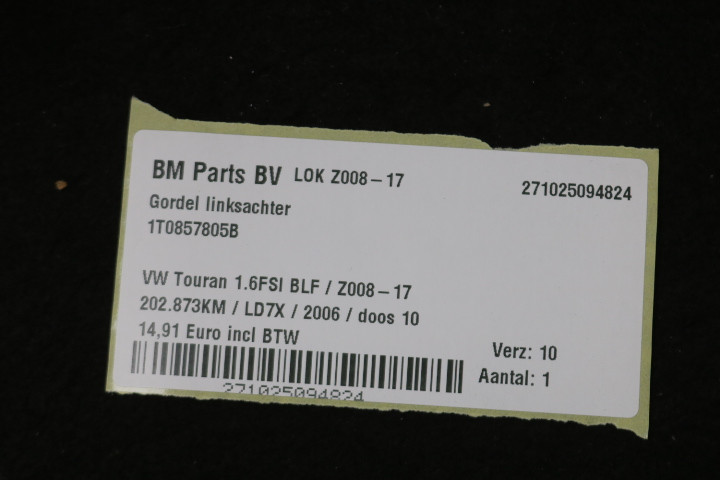 BM Parts BV LOK Z008-17 271025094824
Gordel linksachter
1T0857805B
VW Touran 1.6FSI BLF / Z008-17
202.873KM / LD7X / 2006 / doos 10
14,91 Euro incl BTW
Verz: 10
Aantal: 1
271025094824